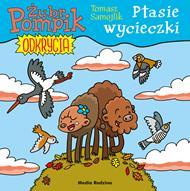 Żubr
Pompik
ODKRYCIA
Tomasz
Samojlik
Ptasie
wycieczki
Media Rodzina